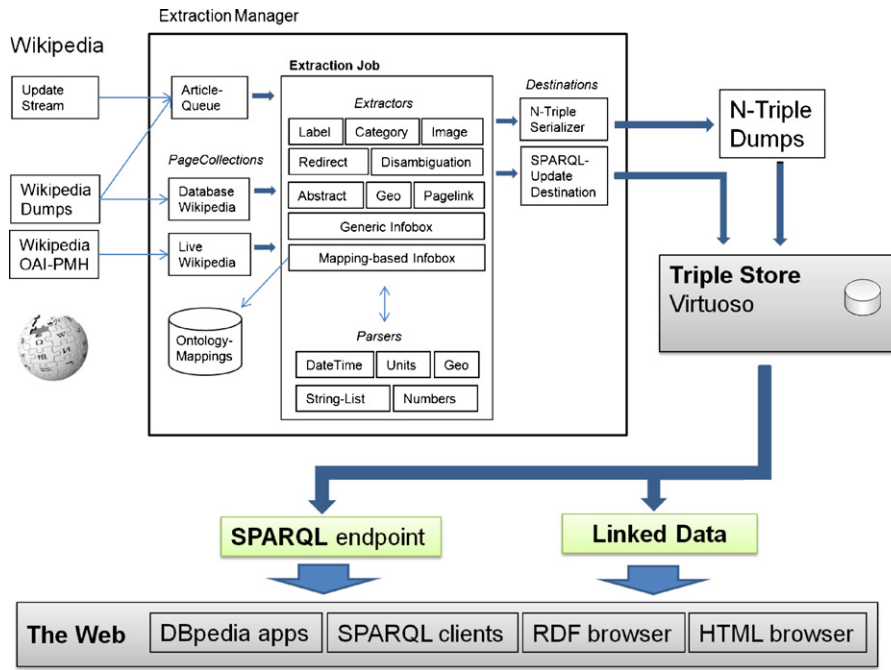 Extraction Manager
Wikipedia
Update
Stream
Wikipedia
Dumps
Wikipedia
OAI-PMH
Article-
Queue
PageCollections
Database
Wikipedia
Live
Wikipedia
Ontology-
Mappings
Extraction Job
Extractors
Label
Category
Image
Redirect
Disambiguation
Abstract
Geo
Pagelink
Generic Infobox
Mapping-based Infobox
Parsers
DateTime
Units
Geo
String-List
Numbers
Destinations
N-Triple
Serializer
SPARQL-
Update
Destination
N-Triple
Dumps
Triple Store
Virtuoso
SPARQL endpoint
Linked Data
The Web
DBpedia apps
SPARQL clients
RDF browser
HTML browser